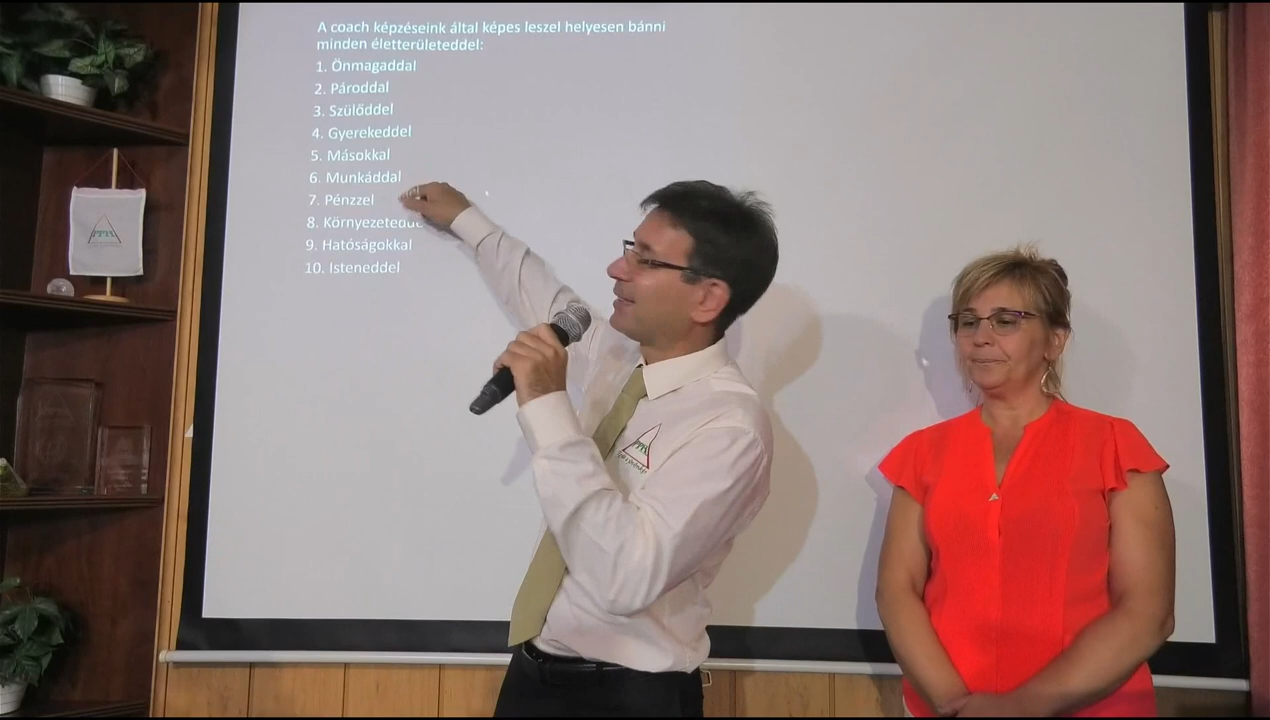 A coach képzéseink által képes leszel helyesen bánni
minden életterületeddel:
1. Önmagaddal
2. Pároddal
3. Szülőddel
4. Gyerekeddel
5. Másokkal
6. Munkáddal
7. Pénzzel
8. Környezetedde
9. Hatóságokkal
10. Isteneddel